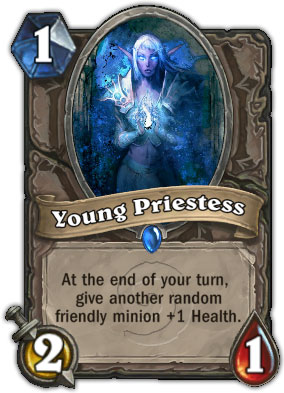 1
Young Priestess
At the end of your turn,
give another random
friendly minion +1 Health.
2
1